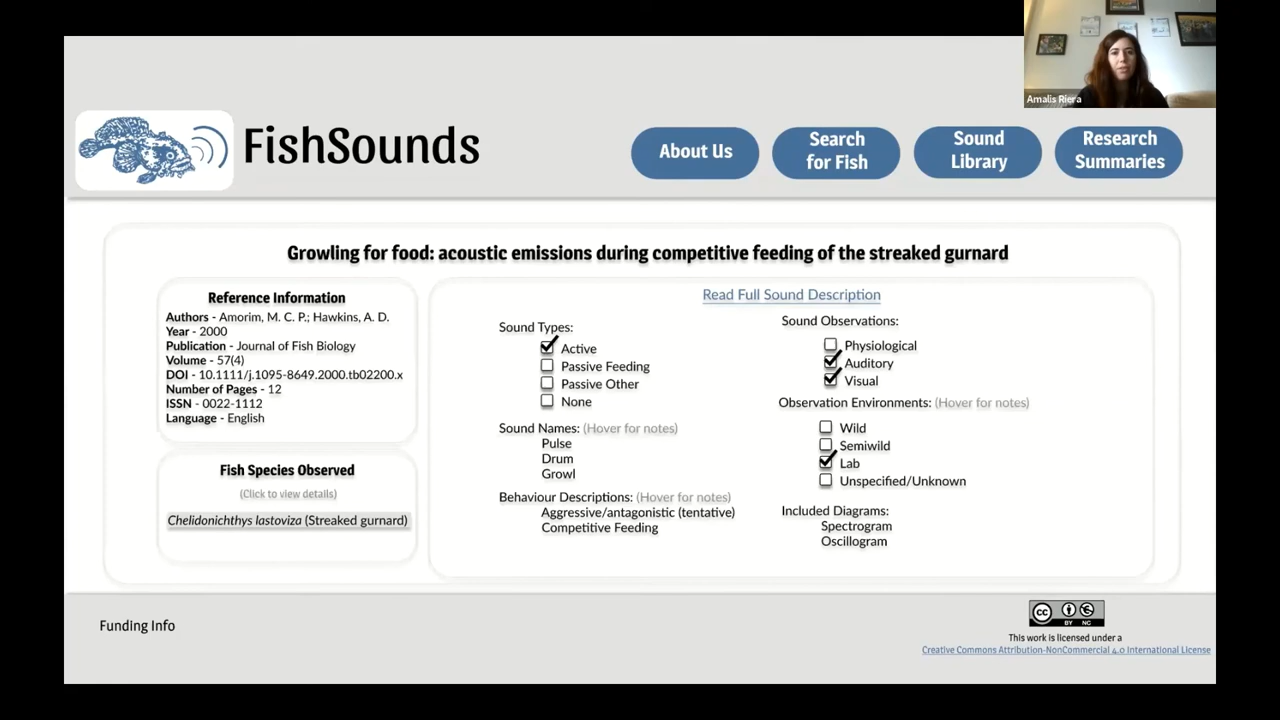 Amalis Riera
FishSounds
About Us
Search
for Fish
Sound
Library
Research
Summaries
Growling for food: acoustic emissions during competitive feeding of the streaked gurnard
Reference Information
Authors - Amorim, M. C. P.; Hawkins, A. D.
Year - 2000
Publication - Journal of Fish Biology
Volume - 57(4)
DOI - 10.1111/j.1095-8649.2000.tb02200.x
Number of Pages - 12
ISSN - 0022-1112
Language - English
Fish Species Observed
(Click to view details)
Chelidonichthys lastoviza (Streaked gurnard)
Read Full Sound Description
Sound Types:
Active
Passive Feeding
Passive Other
None
Sound Names: (Hover for notes)
Pulse
Drum
Growl
Behaviour Descriptions: (Hover for notes)
Aggressive/antagonistic (tentative)
Competitive Feeding
Sound Observations:
Physiological
Auditory
Visual
Observation Environments: (Hover for notes)
Wild
Semiwild
Lab
Unspecified/Unknown
Included Diagrams:
Spectrogram
Oscillogram
Funding Info
CC BY NC
This work is licensed under a
Creative Commons Attribution-NonCommercial 4.0 International License